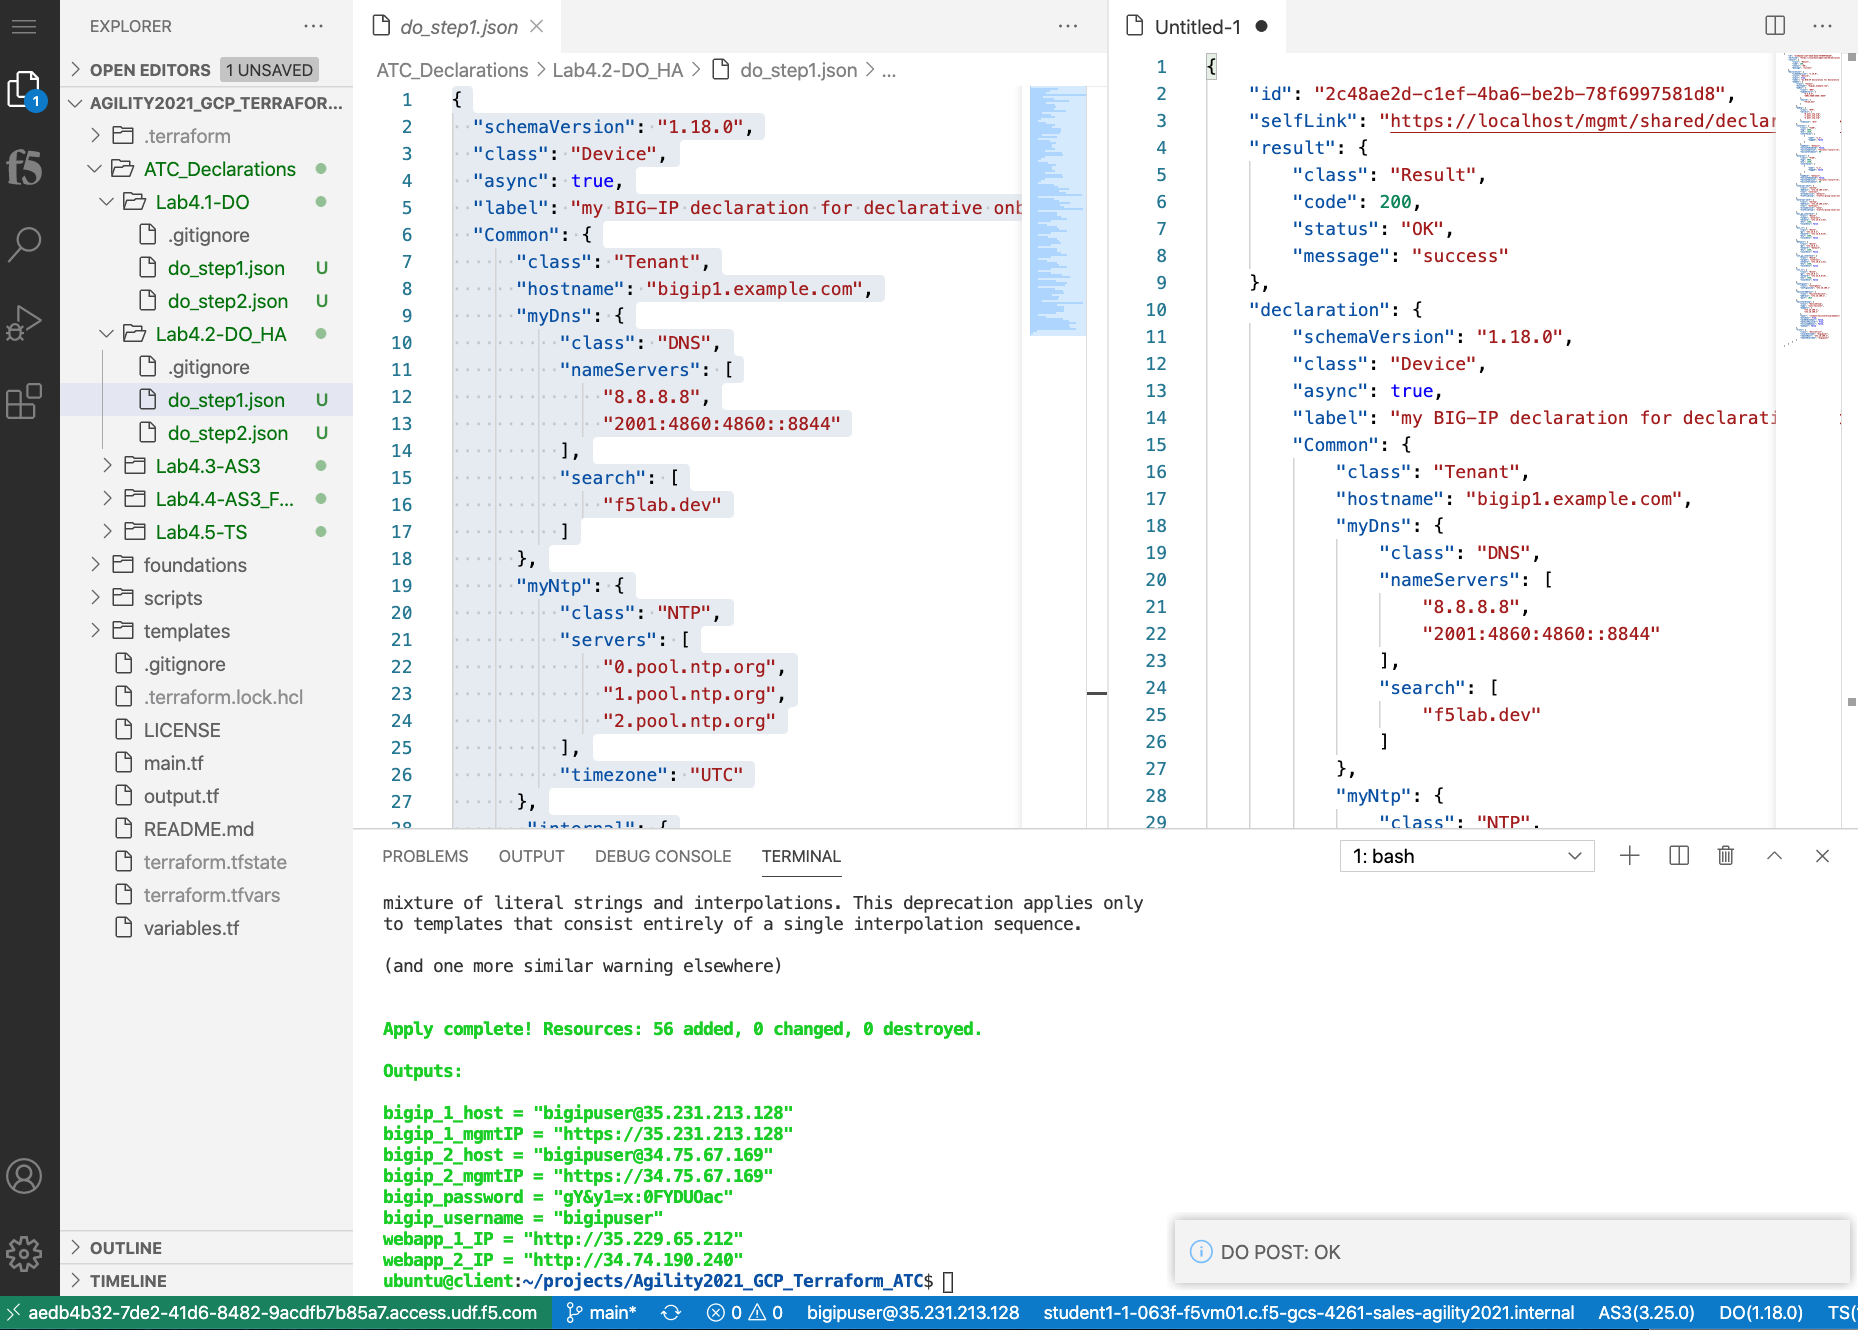 EXPLORER
OPEN EDITORS 1 UNSAVED
AGILITY2021_GCP_TERRAFOR...
.terraform
ATC_Declarations
Lab4.1-DO
.gitignore
do_step1.json U
do_step2.json U
Lab4.2-DO_HA
.gitignore
do_step1.json U
do_step2.json U
Lab4.3-AS3
Lab4.4-AS3_F...
Lab4.5-TS
foundations
scripts
templates
.gitignore
.terraform.lock.hcl
LICENSE
main.tf
output.tf
README.md
terraform.tfstate
terraform.tfvars
variables.tf
OUTLINE
TIMELINE
1
f5
do_step1.json
ATC_Declarations > Lab4.2-DO_HA > do_step1.json > ...
1 {
2 "schemaVersion": "1.18.0",
3 "class": "Device",
4 "async": true,
5 "label": "my BIG-IP declaration for declarative onb
6 "Common": {
7 "class": "Tenant",
8 "hostname": "bigip1.example.com",
9 "myDns": {
10 "class": "DNS",
11 "nameServers": [
12 "8.8.8.8",
13 "2001:4860:4860::8844"
14 ],
15 "search": [
16 "f5lab.dev"
17 ]
18 },
19 "myNtp": {
20 "class": "NTP",
21 "servers": [
22 "0.pool.ntp.org",
23 "1.pool.ntp.org",
24 "2.pool.ntp.org"
25 ],
26 "timezone": "UTC"
27 },
28 "internal": {
Untitled-1
1 {
2 "id": "2c48ae2d-c1ef-4ba6-be2b-78f6997581d8",
3 "selfLink": "https://localhost/mgmt/shared/declar
4 "result": {
5 "class": "Result",
6 "code": 200,
7 "status": "OK",
8 "message": "success"
9 },
10 "declaration": {
11 "schemaVersion": "1.18.0",
12 "class": "Device",
13 "async": true,
14 "label": "my BIG-IP declaration for declarati
15 "Common": {
16 "class": "Tenant",
17 "hostname": "bigip1.example.com",
18 "myDns": {
19 "class": "DNS",
20 "nameServers": [
21 "8.8.8.8",
22 "2001:4860:4860::8844"
23 ],
24 "search": [
25 "f5lab.dev"
26 ]
27 },
28 "myNtp": {
29 "class": "NTP",
PROBLEMS OUTPUT DEBUG CONSOLE TERMINAL 1: bash
mixture of literal strings and interpolations. This deprecation applies only
to templates that consist entirely of a single interpolation sequence.
(and one more similar warning elsewhere)
Apply complete! Resources: 56 added, 0 changed, 0 destroyed.
Outputs:
bigip_1_host = "bigipuser@35.231.213.128"
bigip_1_mgmtIP = "https://35.231.213.128"
bigip_2_host = "bigipuser@34.75.67.169"
bigip_2_mgmtIP = "https://34.75.67.169"
bigip_password = "gY&y1=x:0FYDUOac"
bigip_username = "bigipuser"
webapp_1_IP = "http://35.229.65.212"
webapp_2_IP = "http://34.74.190.240"
ubuntu@client:~/projects/Agility2021_GCP_Terraform_ATC$
DO POST: OK
aedb4b32-7de2-41d6-8482-9acdfb7b85a7.access.udf.f5.com main* 0 0 bigipuser@35.231.213.128 student1-1-063f-f5vm01.c.f5-gcs-4261-sales-agility2021.internal AS3(3.25.0) DO(1.18.0) TS(